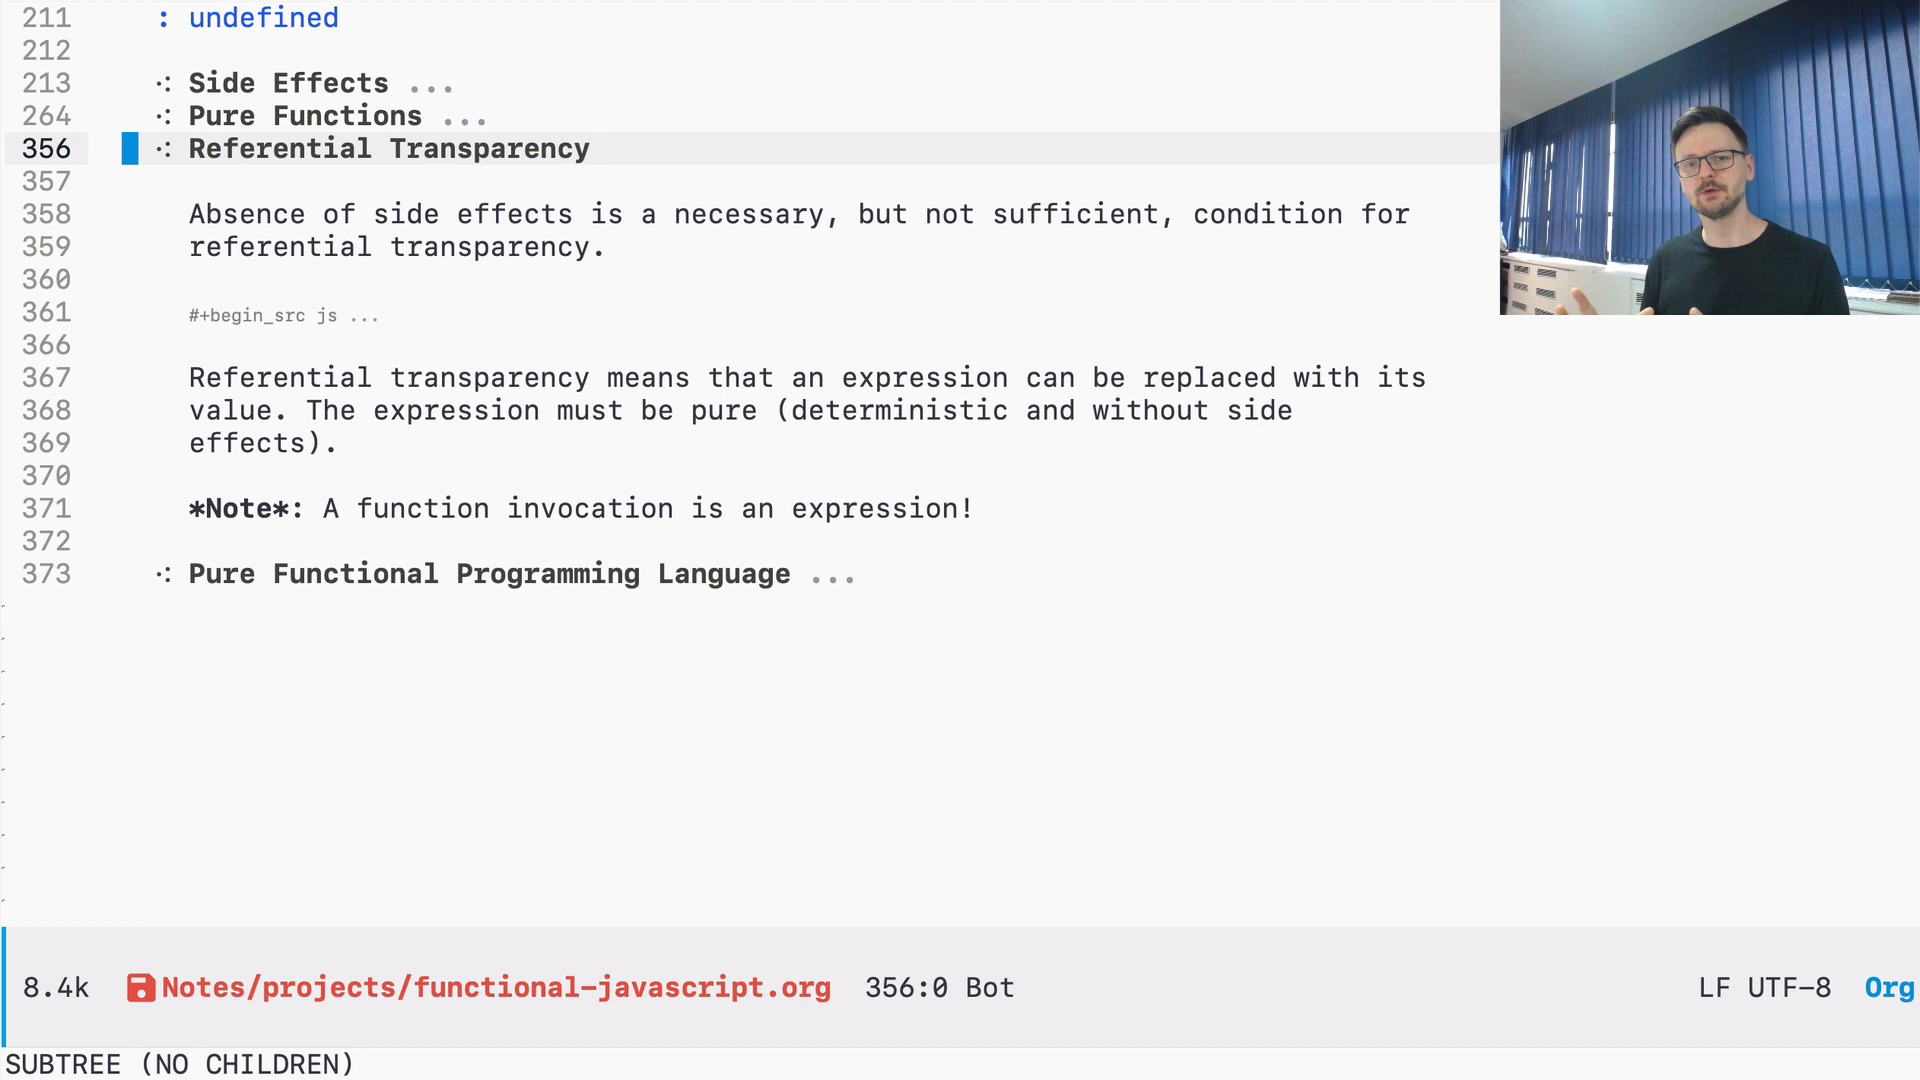 211 : undefined
212
213 Side Effects ...
264 Pure Functions ...
356 Referential Transparency
357
358 Absence of side effects is a necessary, but not sufficient, condition for
359 referential transparency.
360
361 #+begin_src js ...
366
367 Referential transparency means that an expression can be replaced with its
368 value. The expression must be pure (deterministic and without side
369 effects).
370
371 *Note*: A function invocation is an expression!
372
373 Pure Functional Programming Language ...
8.4k Notes/projects/functional-javascript.org 356:0 Bot LF UTF-8 Org
SUBTREE (NO CHILDREN)